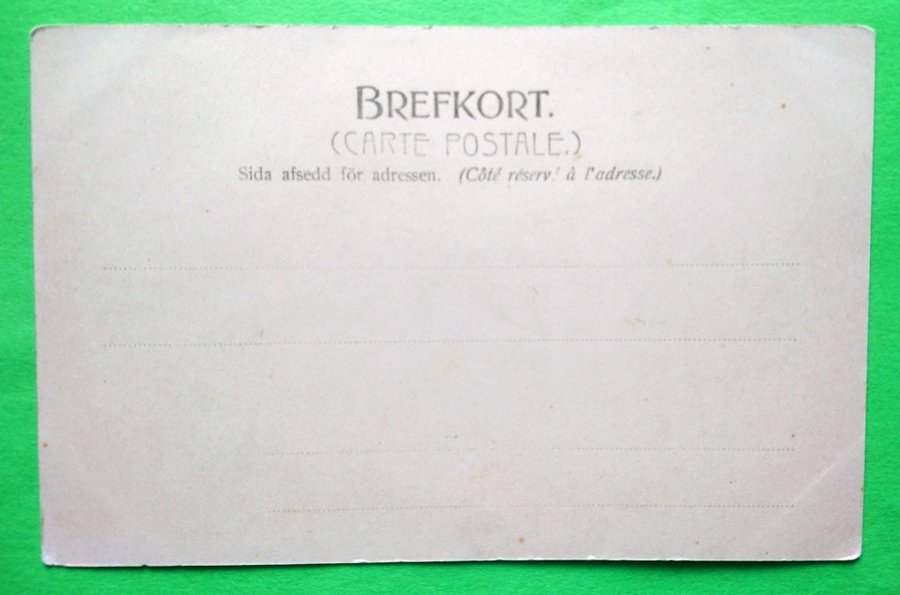 BREFKORT.
(CARTE POSTALE.)
Sida afsedd för adressen. (Côté réserv! à l'adresse.)